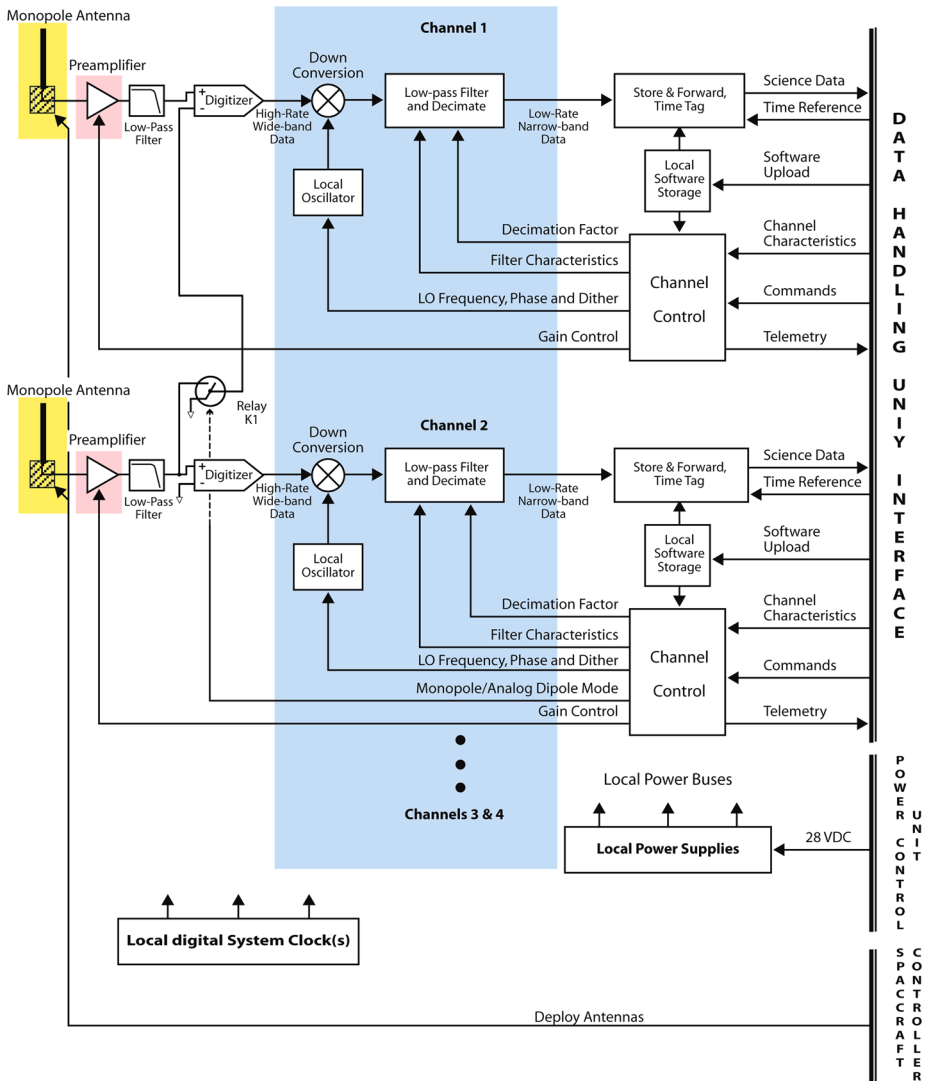 Monopole Antenna
Channel 1
Preamplifier
Down
Conversion
+
-
Digitizer
Low-Pass
Filter
High-Rate
Wide-band
Data
Low-pass Filter
and Decimate
Low-Rate
Narrow-band
Data
Store & Forward,
Time Tag
Science Data
Time Reference
Local
Oscillator
Local
Software
Storage
Software
Upload
Decimation Factor
Filter Characteristics
LO Frequency, Phase and Dither
Gain Control
Channel
Control
Channel
Characteristics
Commands
Telemetry
Monopole Antenna
Relay
K1
Channel 2
Preamplifier
Down
Conversion
+
-
Digitizer
Low-Pass
Filter
High-Rate
Wide-band
Data
Low-pass Filter
and Decimate
Low-Rate
Narrow-band
Data
Store & Forward,
Time Tag
Science Data
Time Reference
Local
Oscillator
Local
Software
Storage
Software
Upload
Decimation Factor
Filter Characteristics
LO Frequency, Phase and Dither
Monopole/Analog Dipole Mode
Gain Control
Channel
Control
Channel
Characteristics
Commands
Telemetry
DATA HANDLING UNIY INTERFACE
Channels 3 & 4
Local Power Buses
Local Power Supplies
28 VDC
POWER CONTROL
UNIT
Local digital System Clock(s)
Deploy Antennas
SPACCRAFT
CONTROLLER